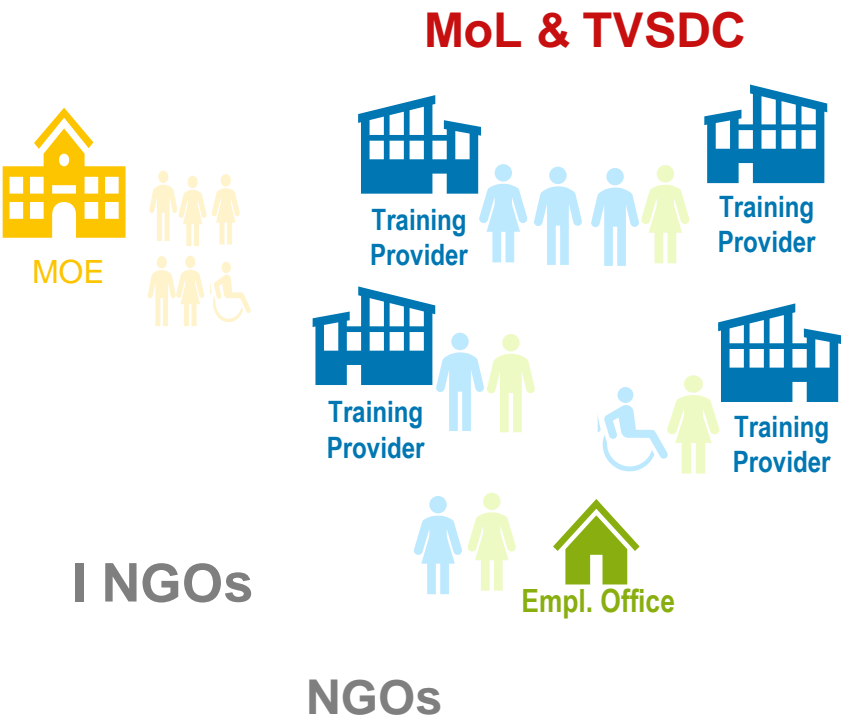 MoL & TVSDC
Training
Provider
Training
Provider
MOE
Training
Provider
Training
Provider
I NGOs
Empl. Office
NGOs